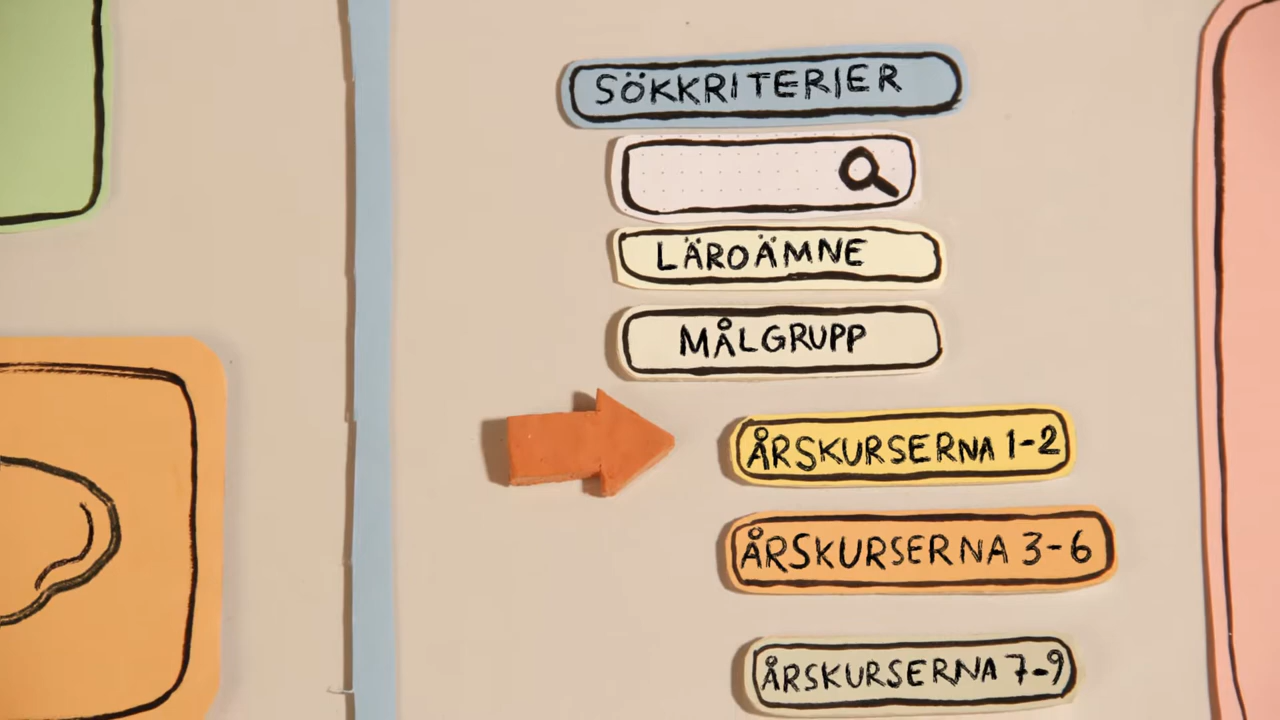 SÖKKRITERIER
LÄROÄMNE
MÅLGRUPP
ÅRSKURSERNA 1-2
ÅRSKURSERNA 3-6
ÅRSKURSERNA 7-9